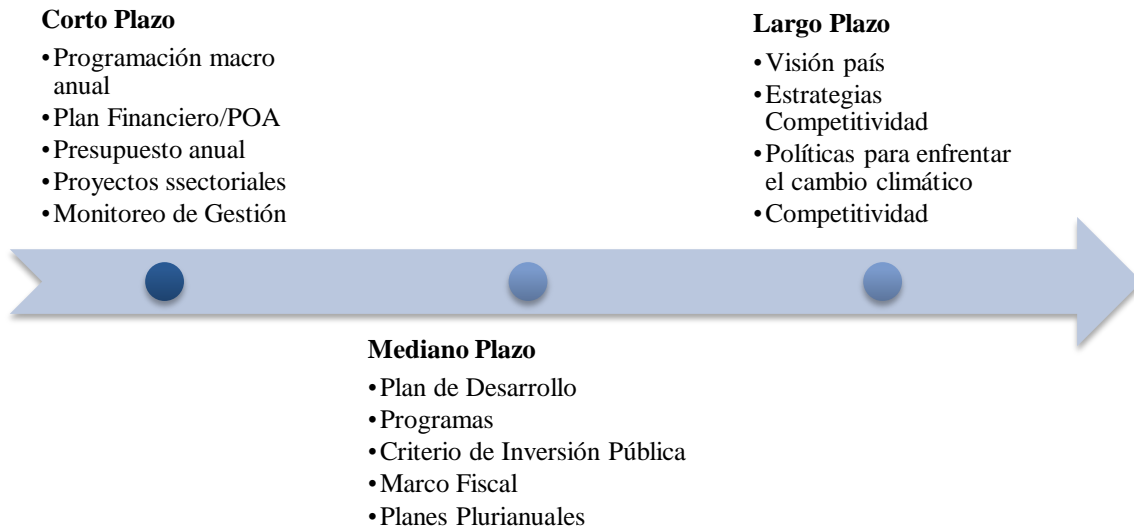 Corto Plazo
•Programación macro
anual
•Plan Financiero/POA
•Presupuesto anual
•Proyectos ssectoriales
•Monitoreo de Gestión
Largo Plazo
•Visión país
•Estrategias
Competitividad
•Políticas para enfrentar
el cambio climático
•Competitividad
Mediano Plazo
•Plan de Desarrollo
•Programas
•Criterio de Inversión Pública
•Marco Fiscal
•Planes Plurianuales